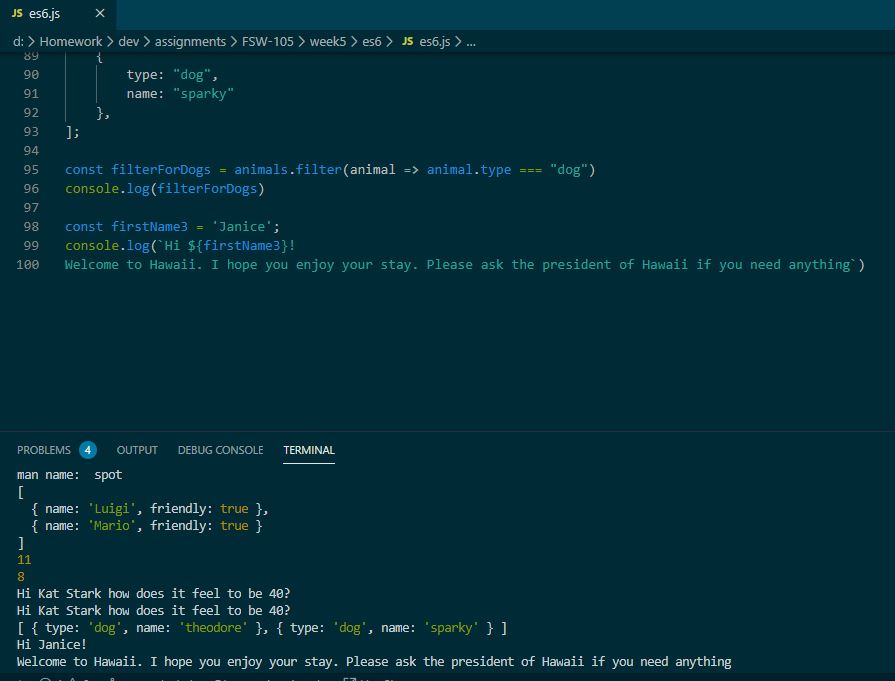 JS es6.js ×
d: > Homework > dev > assignments > FSW-105 > week5 > es6 > JS es6.js > ...
89 {
90 type: "dog",
91 name: "sparky"
92 },
93 ];
94
95 const filterForDogs = animals.filter(animal => animal.type === "dog")
96 console.log(filterForDogs)
97
98 const firstName3 = 'Janice';
99 console.log(`Hi ${firstName3}!
100 Welcome to Hawaii. I hope you enjoy your stay. Please ask the president of Hawaii if you need anything`)
PROBLEMS 4 OUTPUT DEBUG CONSOLE TERMINAL
man name:  spot
[
  { name: 'Luigi', friendly: true },
  { name: 'Mario', friendly: true }
]
11
8
Hi Kat Stark how does it feel to be 40?
Hi Kat Stark how does it feel to be 40?
[ { type: 'dog', name: 'theodore' }, { type: 'dog', name: 'sparky' } ]
Hi Janice!
Welcome to Hawaii. I hope you enjoy your stay. Please ask the president of Hawaii if you need anything